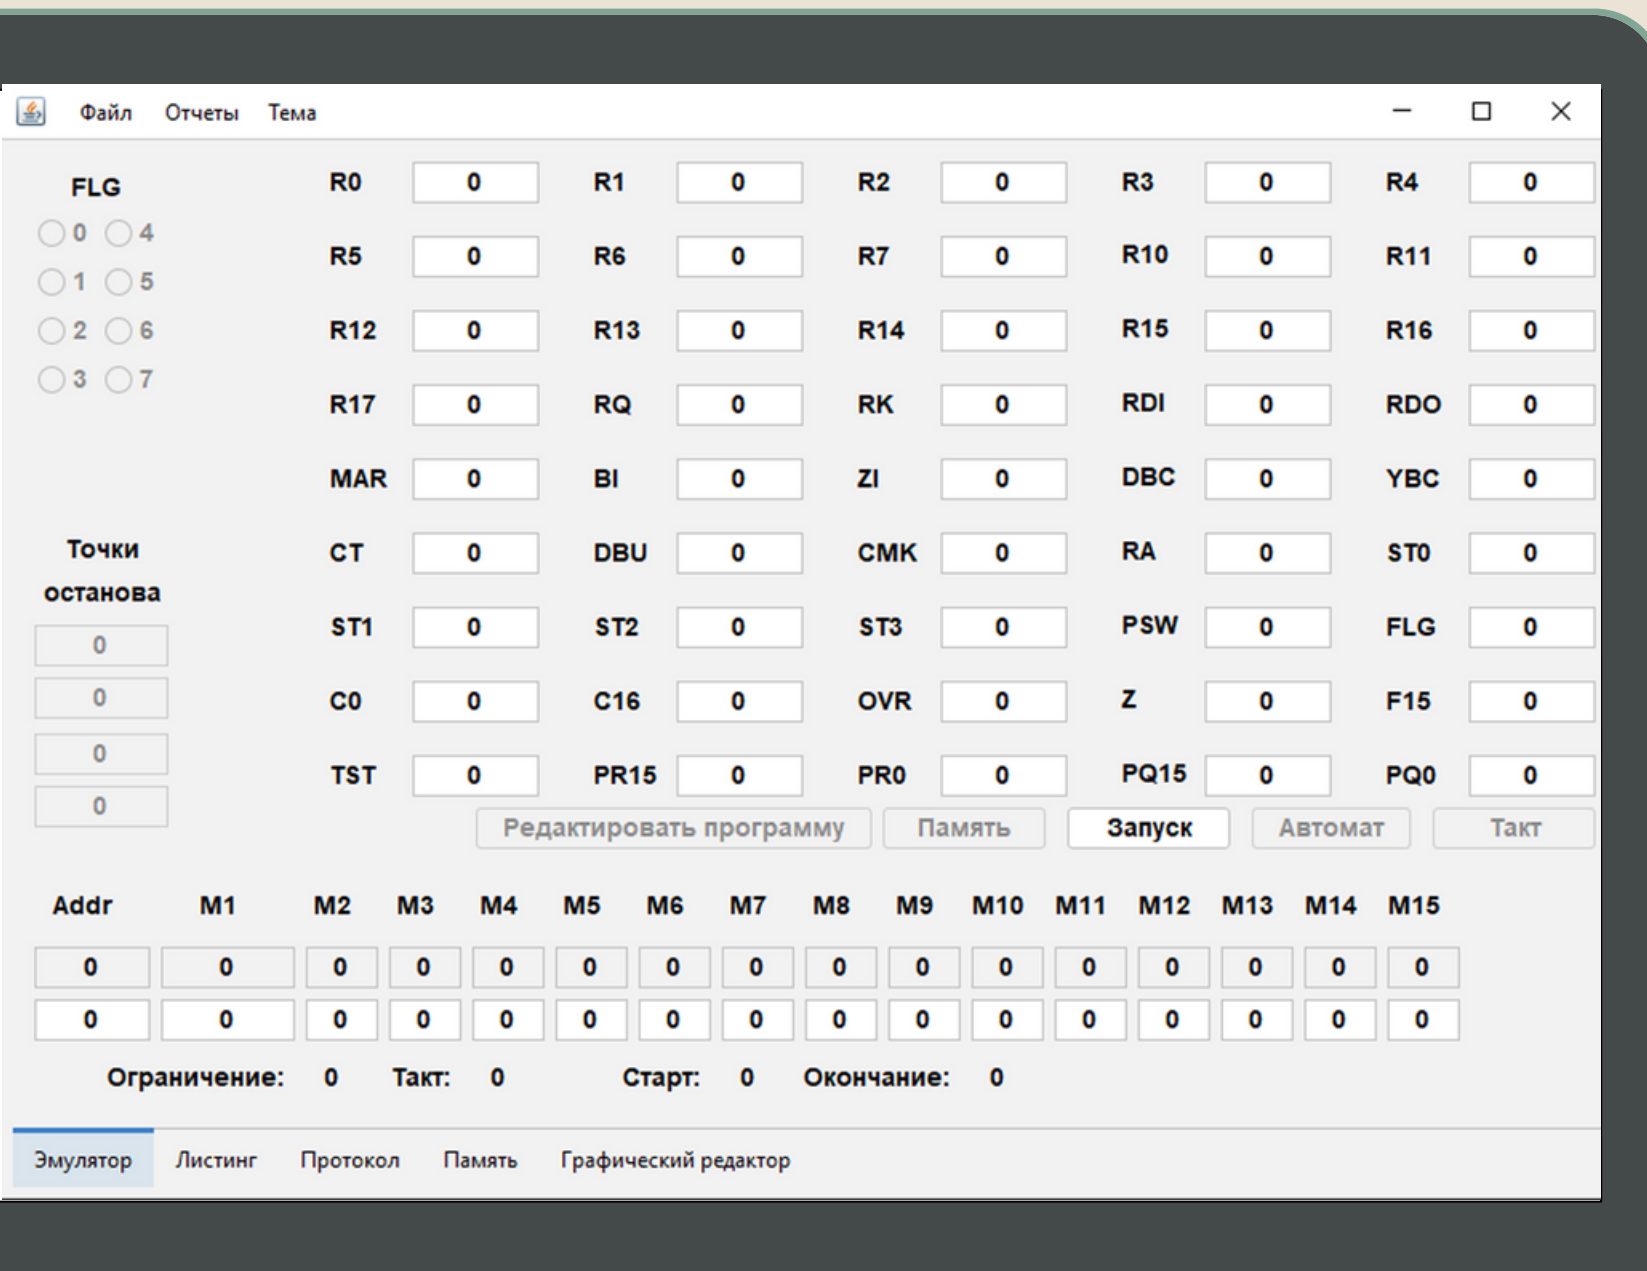 Файл Отчеты Тема
FLG R0 0 R1 0 R2 0 R3 0 R4 0
0 4
R5 0 R6 0 R7 0 R10 0 R11 0
1 5
2 6 R12 0 R13 0 R14 0 R15 0 R16 0
3 7
R17 0 RQ 0 RK 0 RDI 0 RDO 0
MAR 0 BI 0 ZI 0 DBC 0 YBC 0
Точки CT 0 DBU 0 CMK 0 RA 0 ST0 0
останова
ST1 0 ST2 0 ST3 0 PSW 0 FLG 0
0
0 C0 0 C16 0 OVR 0 Z 0 F15 0
0
TST 0 PR15 0 PR0 0 PQ15 0 PQ0 0
0
Редактировать программу Память Запуск Автомат Такт
Addr M1 M2 M3 M4 M5 M6 M7 M8 M9 M10 M11 M12 M13 M14 M15
0 0 0 0 0 0 0 0 0 0 0 0 0 0 0 0
0 0 0 0 0 0 0 0 0 0 0 0 0 0 0 0
Ограничение: 0 Такт: 0 Старт: 0 Окончание: 0
Эмулятор Листинг Протокол Память Графический редактор